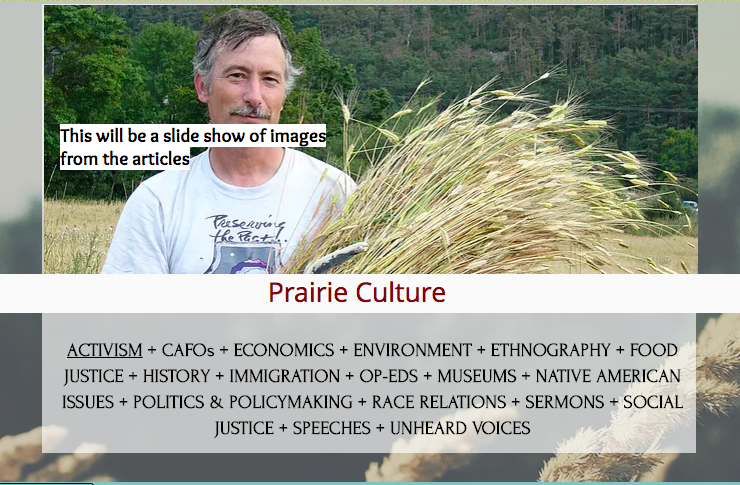 This will be a slide show of images
from the articles
Preserving
the Past
Prairie Culture
ACTIVISM + CAFOs + ECONOMICS + ENVIRONMENT + ETHNOGRAPHY + FOOD
JUSTICE + HISTORY + IMMIGRATION + OP-EDS + MUSEUMS + NATIVE AMERICAN
ISSUES + POLITICS & POLICYMAKING + RACE RELATIONS + SERMONS + SOCIAL
JUSTICE + SPEECHES + UNHEARD VOICES